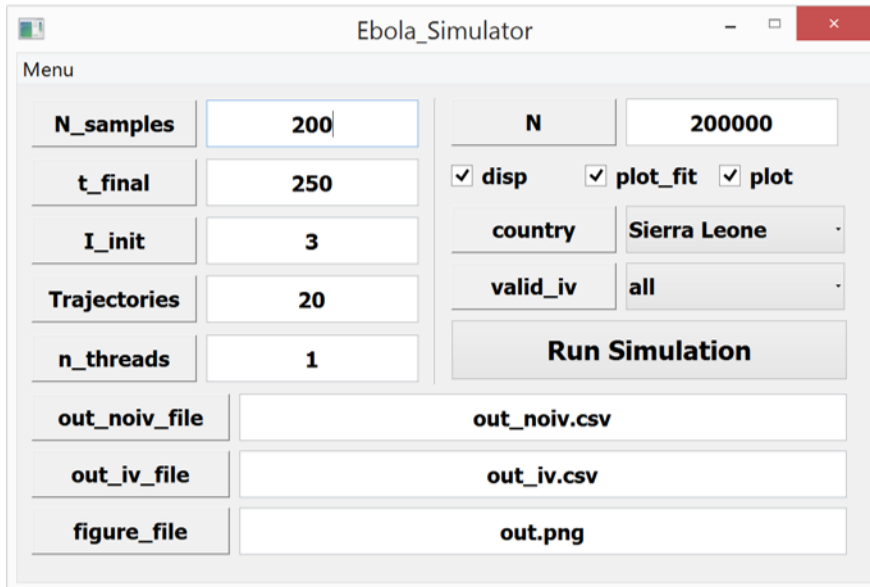 Ebola_Simulator
Menu
N_samples 200
N 200000
t_final 250
disp plot_fit plot
I_init 3
country Sierra Leone
Trajectories 20
valid_iv all
n_threads 1
Run Simulation
out_noiv_file out_noiv.csv
out_iv_file out_iv.csv
figure_file out.png